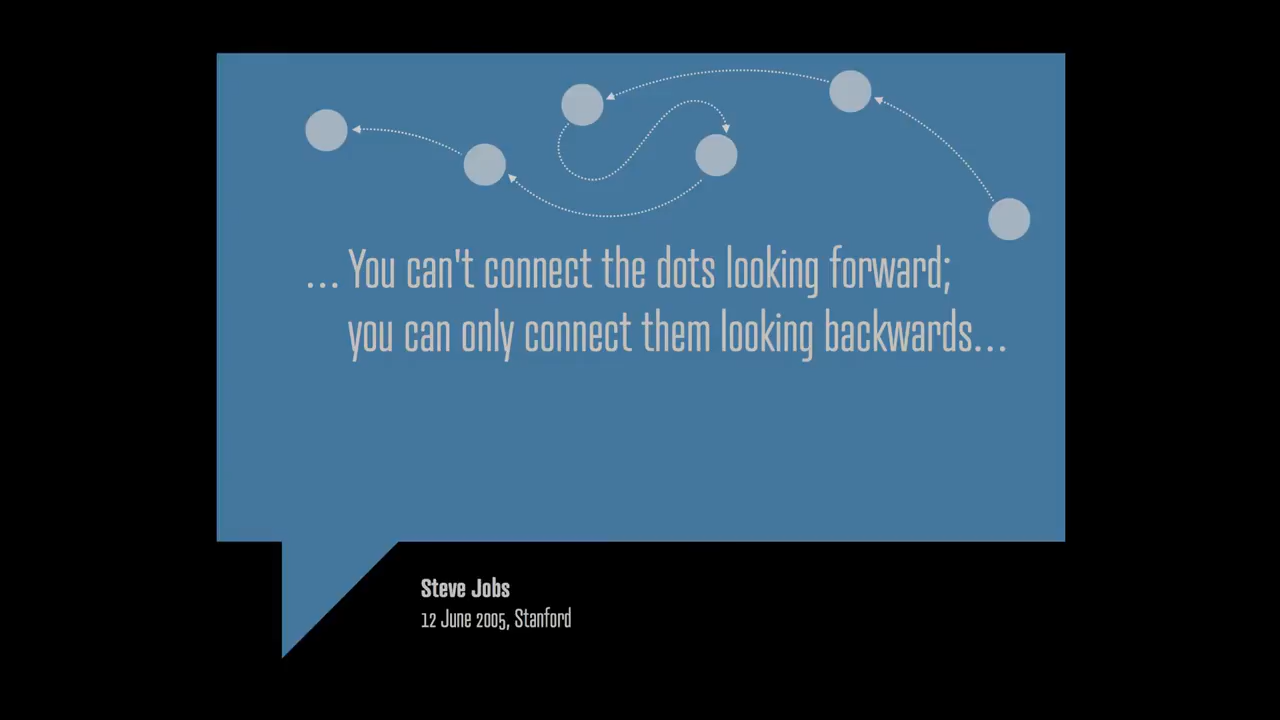 ... You can't connect the dots looking forward;
you can only connect them looking backwards...
Steve Jobs
12 June 2005, Stanford